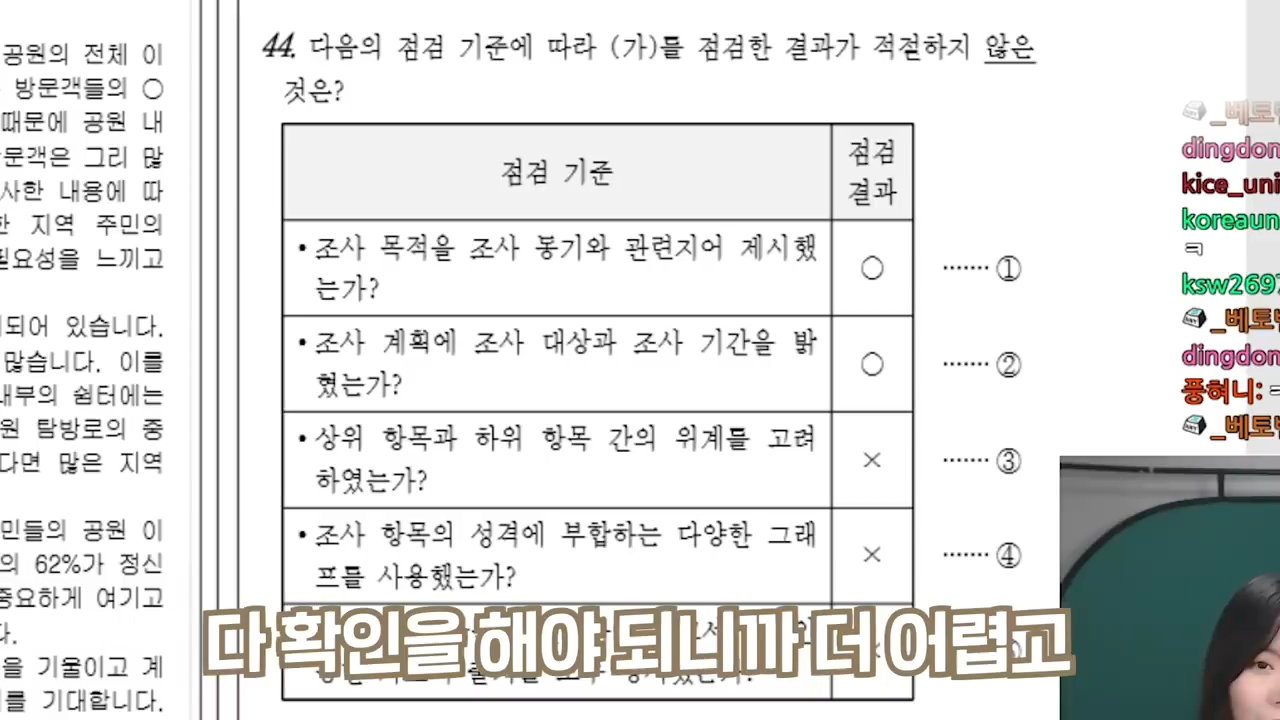 공원의 전체 이
방문객들의 ○
때문에 공원 내
문객은 그리 많
사한 내용에 따
한 지역 주민의
필요성을 느끼고
되어 있습니다.
많습니다. 이를
내부의 쉼터에는
원 탐방로의 중
다면 많은 지역
민들의 공원 이
의 62%가 정신
중요하게 여기고
다.
을 기울이고 계
를 기대합니다.
44. 다음의 점검 기준에 따라 (가)를 점검한 결과가 적절하지 않은
것은?
점검 기준
점검
결과
• 조사 목적을 조사 동기와 관련지어 제시했
는가?
○ ······· ①
• 조사 계획에 조사 대상과 조사 기간을 밝
혔는가?
○ ······· ②
• 상위 항목과 하위 항목 간의 위계를 고려
하였는가?
× ······· ③
• 조사 항목의 성격에 부합하는 다양한 그래
프를 사용했는가?
× ······· ④
다 확인을 해야 되니까 더 어렵고
_베토
dingdon
kice_uni
koreaun
ㅋ
ksw2697
_베토
dingdon
풍혀니:
_베토